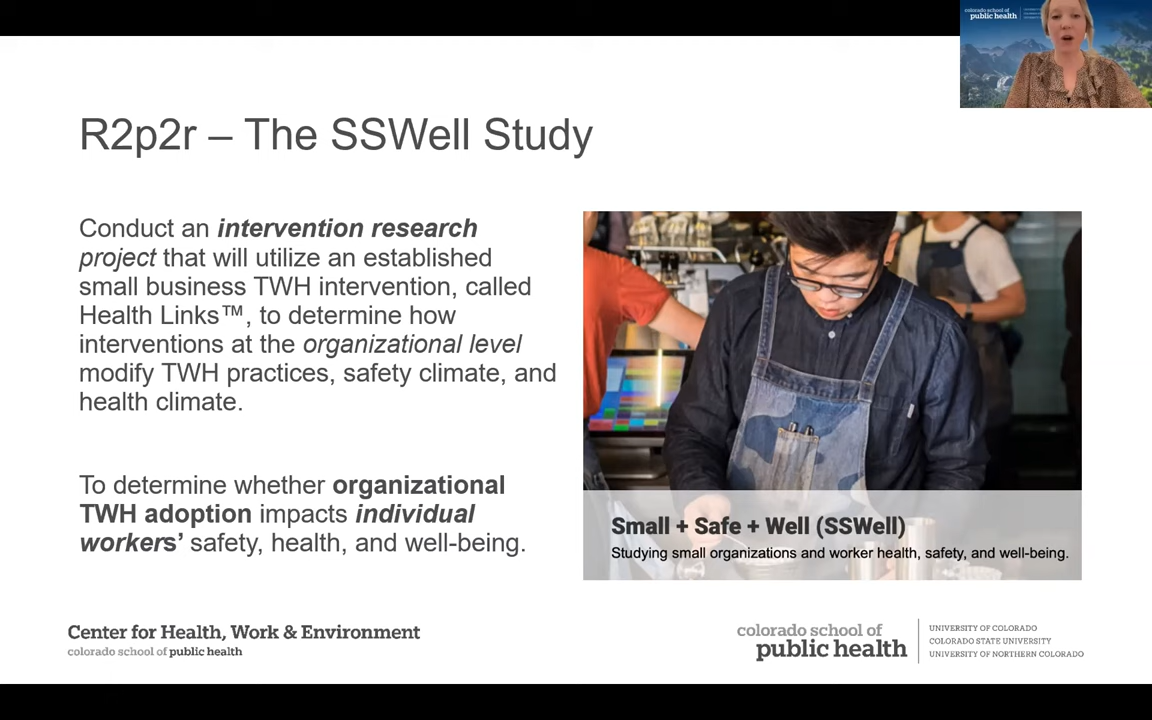 colorado school of
public health
R2p2r – The SSWell Study
Conduct an intervention research
project that will utilize an established
small business TWH intervention, called
Health Links™, to determine how
interventions at the organizational level
modify TWH practices, safety climate, and
health climate.
To determine whether organizational
TWH adoption impacts individual
workers’ safety, health, and well-being.
Small + Safe + Well (SSWell)
Studying small organizations and worker health, safety, and well-being.
Center for Health, Work & Environment
colorado school of public health
colorado school of
public health
UNIVERSITY OF COLORADO
COLORADO STATE UNIVERSITY
UNIVERSITY OF NORTHERN COLORADO